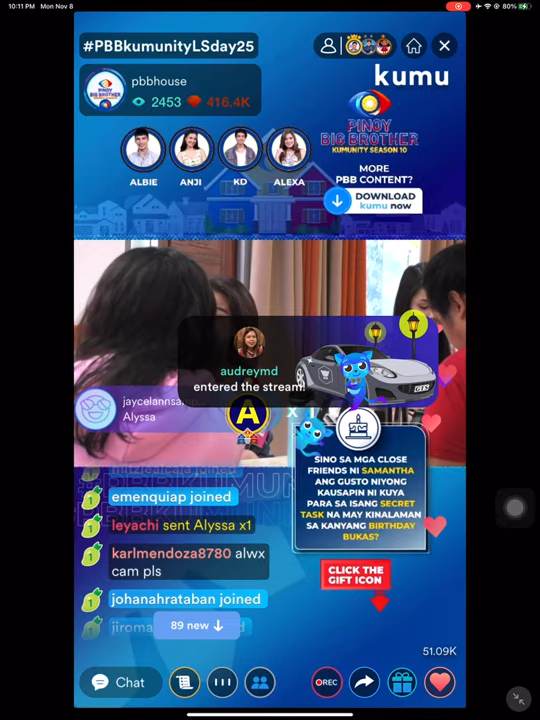 10:11 PM Mon Nov 8
80%
#PBBkumunityLSday25
kumu
pbbhouse
2453 416.4K
PINOY
BIG BROTHER
KUMUNITY SEASON 10
ALBIE ANJI KD ALEXA
MORE
PBB CONTENT?
DOWNLOAD
kumu now
audreymd
entered the stream!
GTS
Alyssa
A x 1
SINO SA MGA CLOSE
FRIENDS NI SAMANTHA
ANG GUSTO NIYONG
KAUSAPIN NI KUYA
PARA SA ISANG SECRET
TASK NA MAY KINALAMAN
SA KANYANG BIRTHDAY
BUKAS?
CLICK THE
GIFT ICON
emenquiap joined
leyachi sent Alyssa x1
karlmendoza8780 alwx
cam pls
johanahrataban joined
89 new
51.09K
Chat
REC